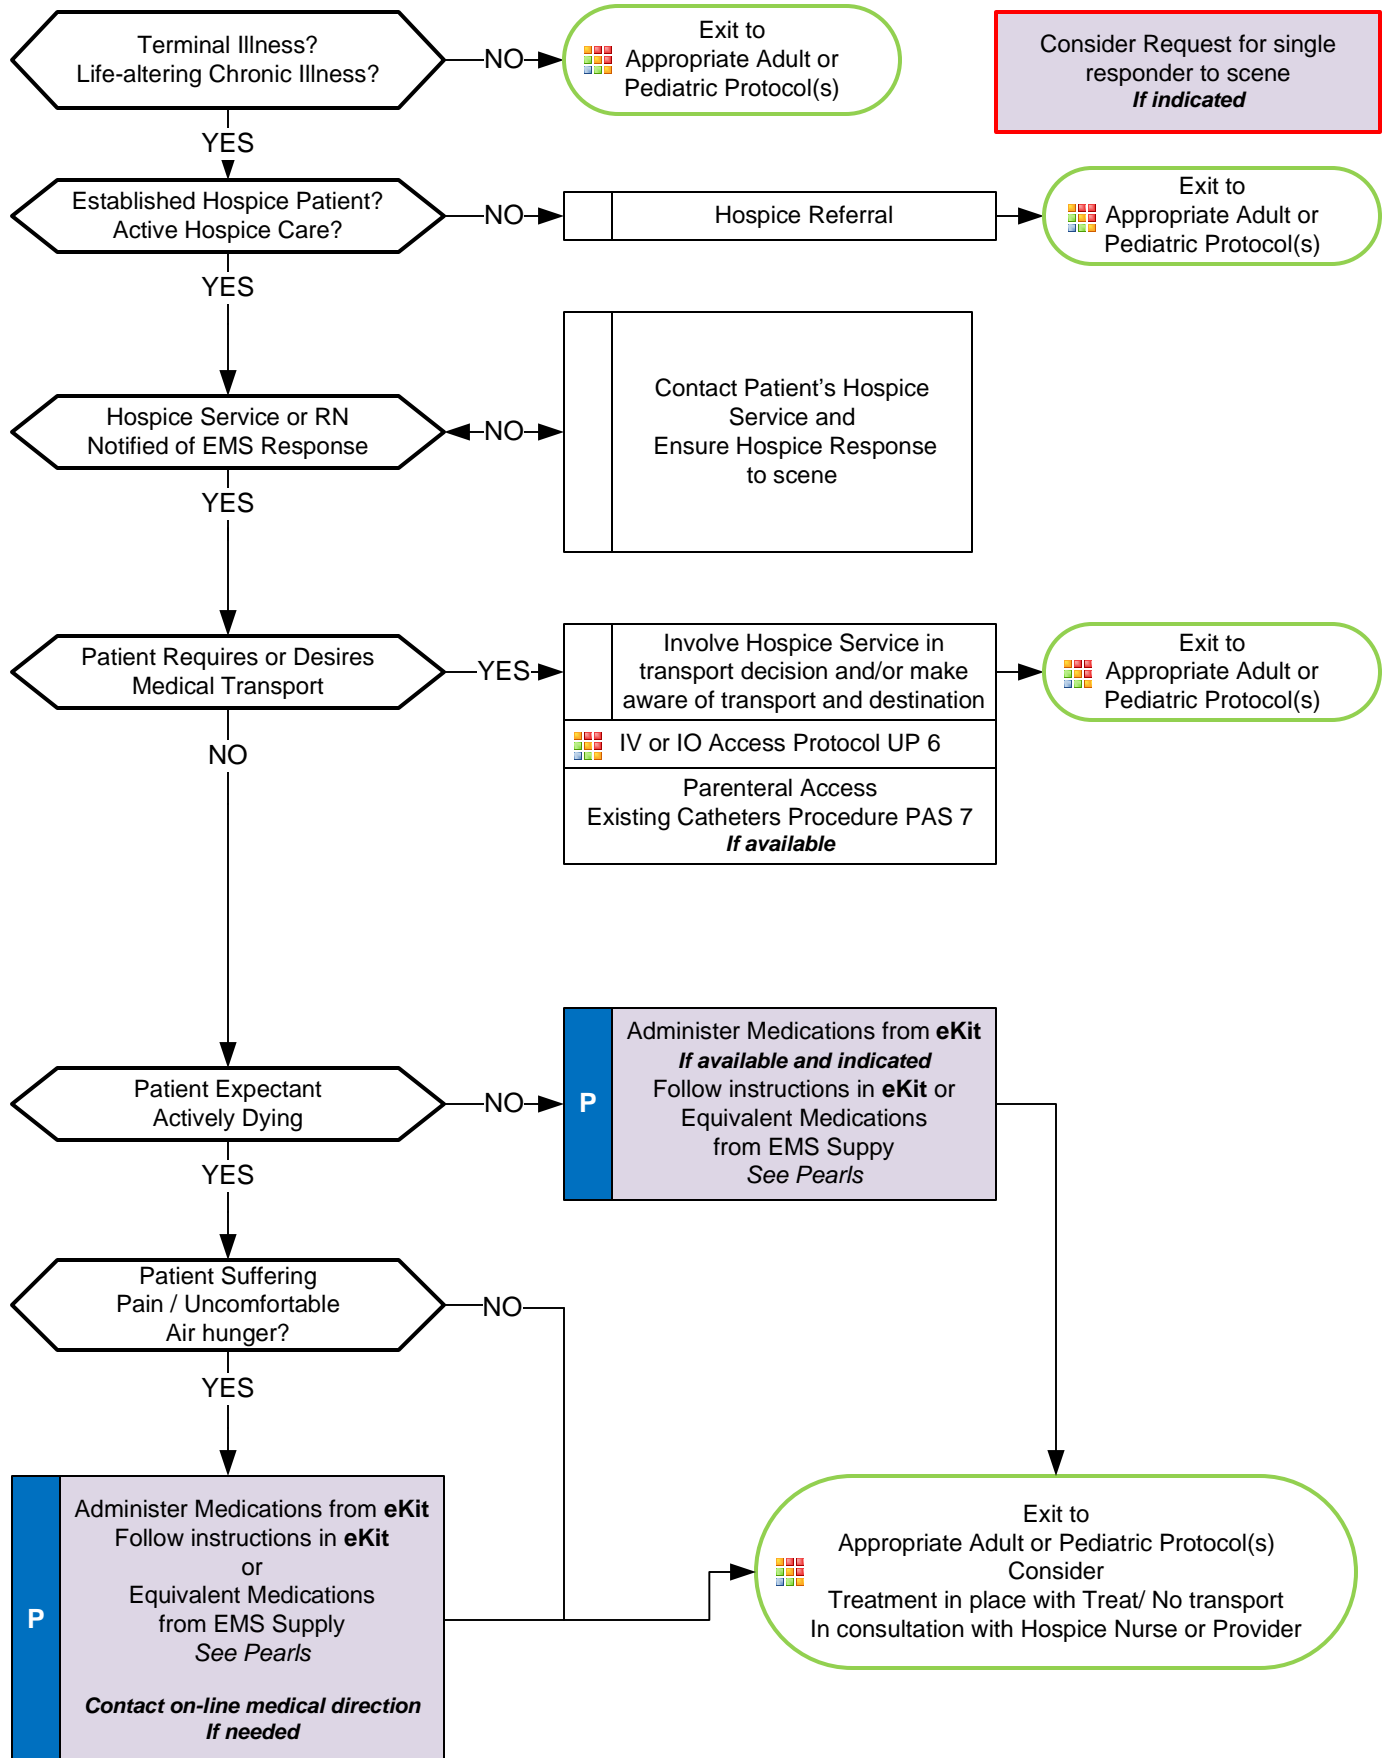 Terminal Illness?
Life-altering Chronic Illness?
NO
Exit to
Appropriate Adult or
Pediatric Protocol(s)
Consider Request for single
responder to scene
If indicated
YES
Established Hospice Patient?
Active Hospice Care?
NO
Hospice Referral
Exit to
Appropriate Adult or
Pediatric Protocol(s)
YES
Hospice Service or RN
Notified of EMS Response
NO
Contact Patient’s Hospice
Service and
Ensure Hospice Response
to scene
YES
Patient Requires or Desires
Medical Transport
YES
Involve Hospice Service in
transport decision and/or make
aware of transport and destination
Exit to
Appropriate Adult or
Pediatric Protocol(s)
IV or IO Access Protocol UP 6
Parenteral Access
Existing Catheters Procedure PAS 7
If available
NO
Patient Expectant
Actively Dying
NO
P
Administer Medications from eKit
If available and indicated
Follow instructions in eKit or
Equivalent Medications
from EMS Suppy
See Pearls
YES
Patient Suffering
Pain / Uncomfortable
Air hunger?
NO
YES
P
Administer Medications from eKit
Follow instructions in eKit
or
Equivalent Medications
from EMS Supply
See Pearls
Contact on-line medical direction
If needed
Exit to
Appropriate Adult or Pediatric Protocol(s)
Consider
Treatment in place with Treat/ No transport
In consultation with Hospice Nurse or Provider